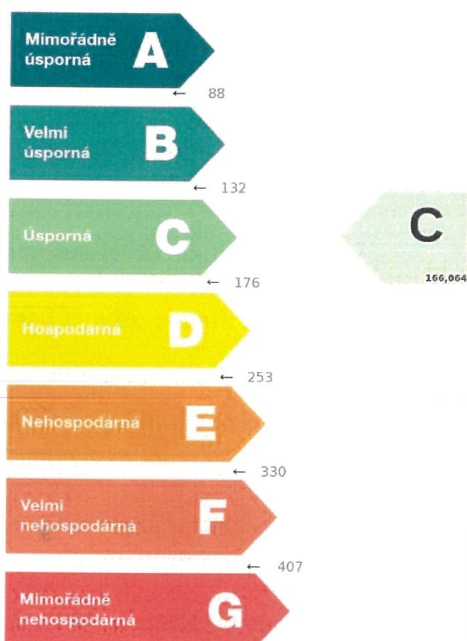 Mimořádně
úsporná
A
← 88
Velmi
úsporná
B
← 132
Úsporná
C
← 176
C
166,064
Hospodárná
D
← 253
Nehospodárná
E
← 330
Velmi
nehospodárná
F
← 407
Mimořádně
nehospodárná
G